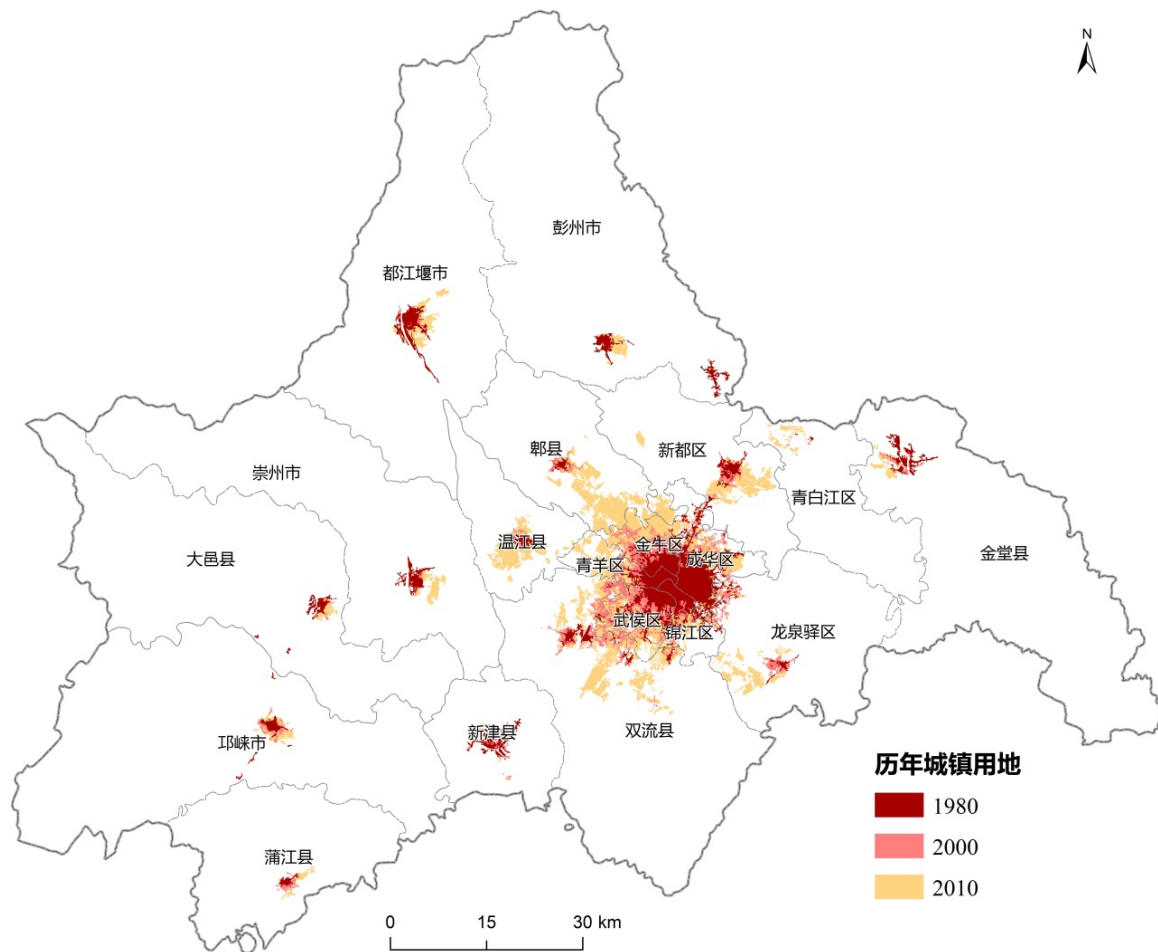 N
彭州市
都江堰市
郫县
新都区
崇州市
青白江区
大邑县
温江县
金牛区
成华区
青羊区
金堂县
武侯区
锦江区
龙泉驿区
新津县
双流县
邛崃市
蒲江县
历年城镇用地
1980
2000
2010
0 15 30 km